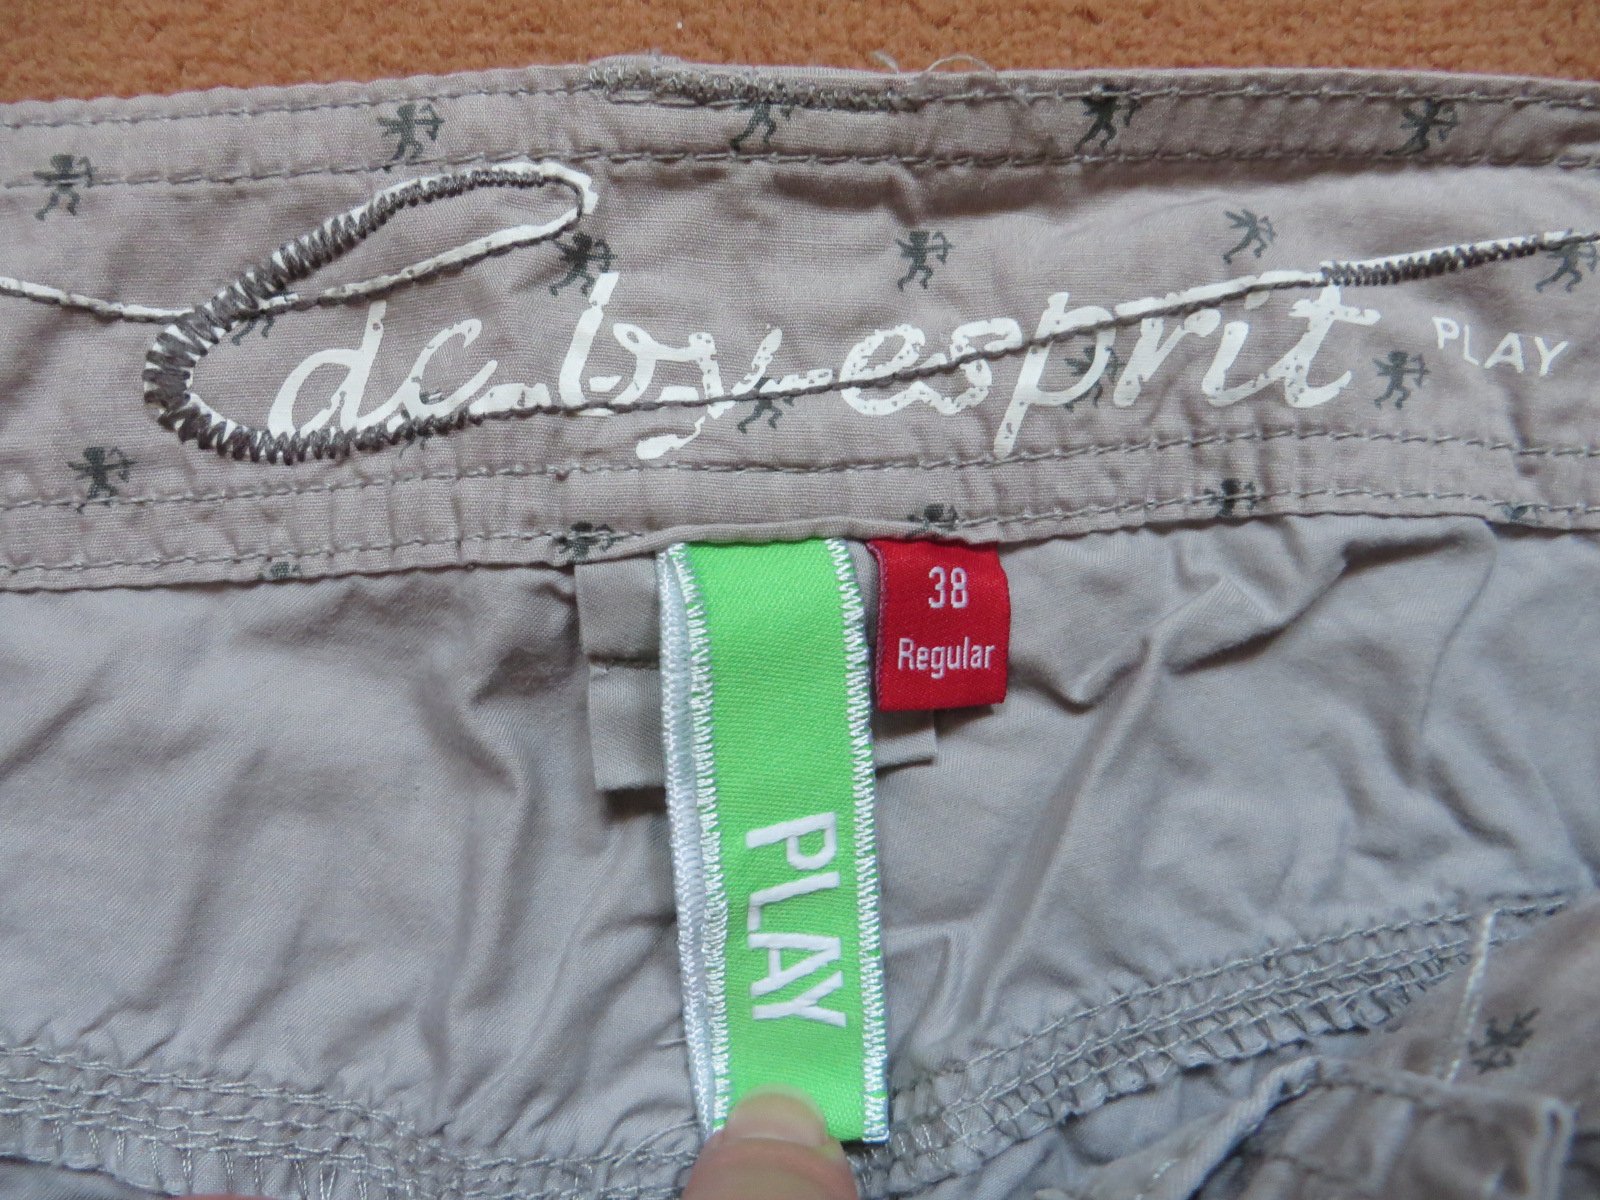 dc by esprit PLAY
38
Regular
PLAY